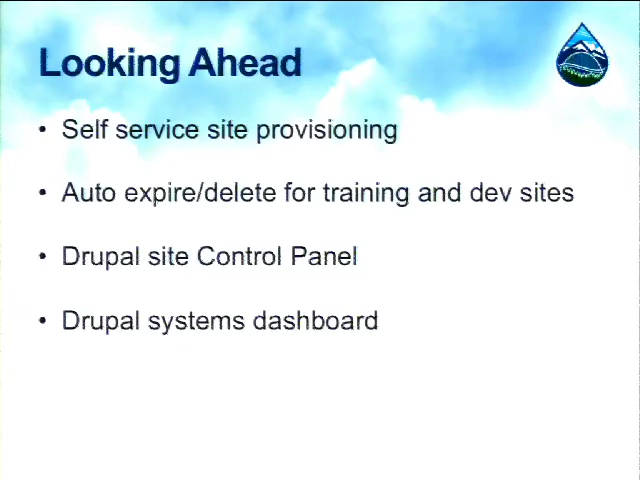 Looking Ahead
• Self service site provisioning
• Auto expire/delete for training and dev sites
• Drupal site Control Panel
• Drupal systems dashboard